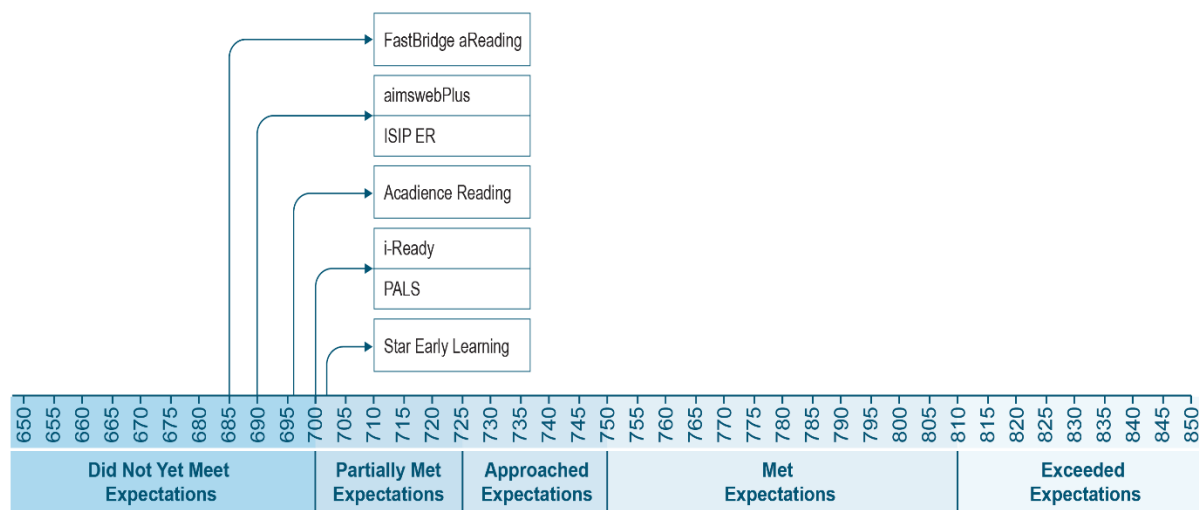 FastBridge aReading
aimswebPlus
ISIP ER
Acadience Reading
i-Ready
PALS
Star Early Learning
650 655 660 665 670 675 680 685 690 695 700 705 710 715 720 725 730 735 740 745 750 755 760 765 770 775 780 785 790 795 800 805 810 815 820 825 830 835 840 845 850
Did Not Yet Meet
Expectations
Partially Met
Expectations
Approached
Expectations
Met
Expectations
Exceeded
Expectations